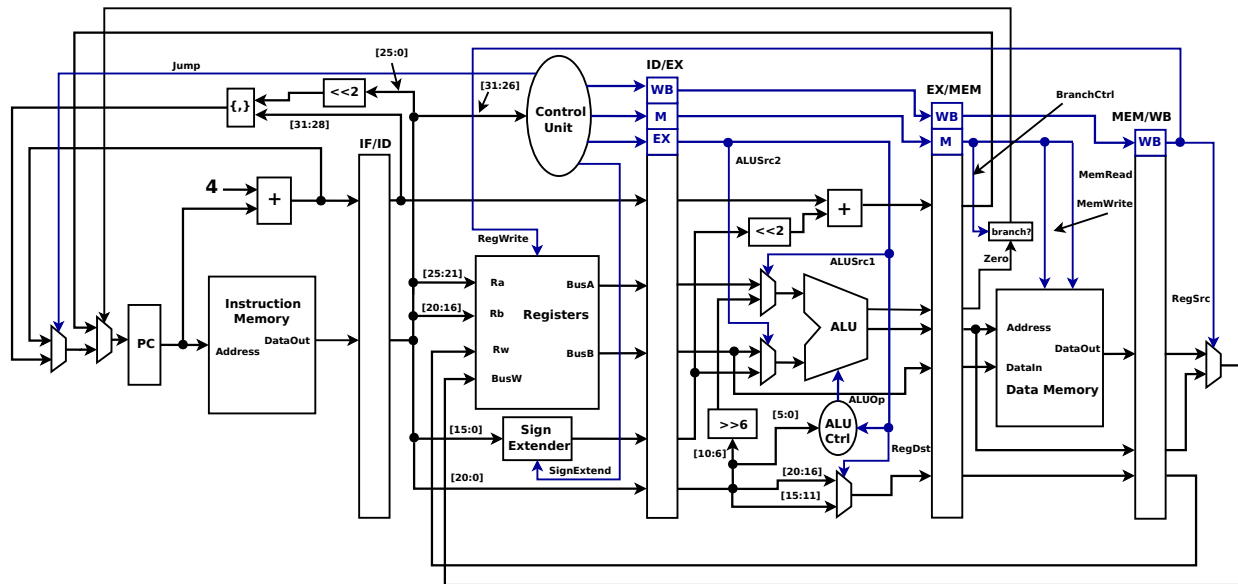 [25:0]
ID/EX
Jump
<<2
[31:26]
WB
EX/MEM
BranchCtrl
{,}
Control
Unit
M
WB
MEM/WB
[31:28]
EX
M
WB
IF/ID
ALUSrc2
MemRead
4
+
+
MemWrite
<<2
branch?
RegWrite
Zero
ALUSrc1
[25:21]
Ra
BusA
Instruction
Memory
RegSrc
[20:16]
Rb
Registers
ALU
Address
PC
DataOut
Address
Rw
BusB
DataOut
DataIn
BusW
Data Memory
ALUOp
[15:0]
Sign
Extender
>>6
[5:0]
ALU
Ctrl
[10:6]
RegDst
SignExtend
[20:0]
[20:16]
[15:11]